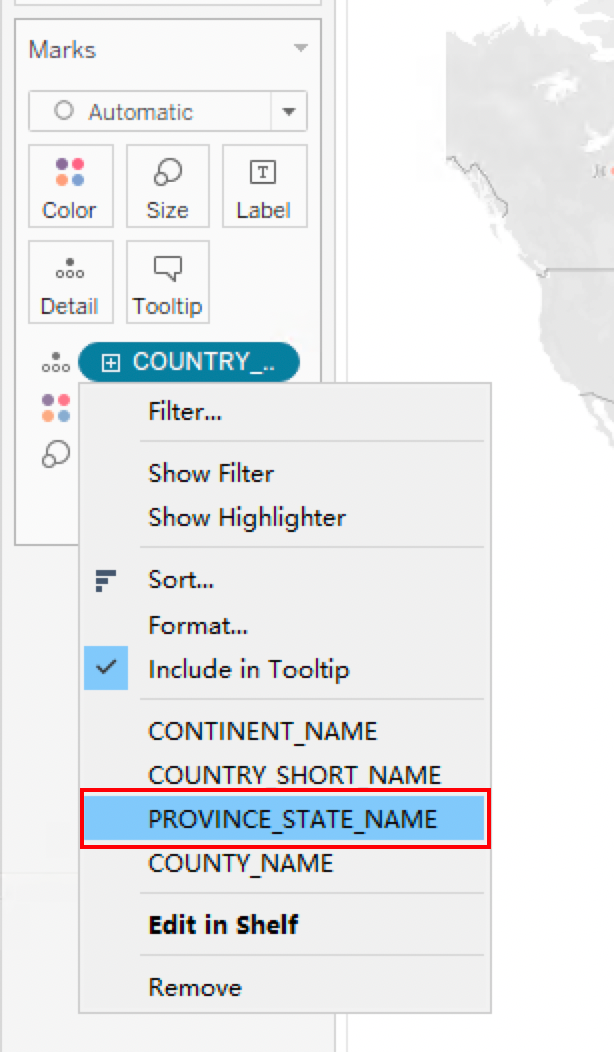 Marks
Automatic
Color
Size
T
Label
Detail
Tooltip
COUNTRY_..
Filter...
Show Filter
Show Highlighter
Sort...
Format...
Include in Tooltip
CONTINENT_NAME
COUNTRY_SHORT_NAME
PROVINCE_STATE_NAME
COUNTY_NAME
Edit in Shelf
Remove